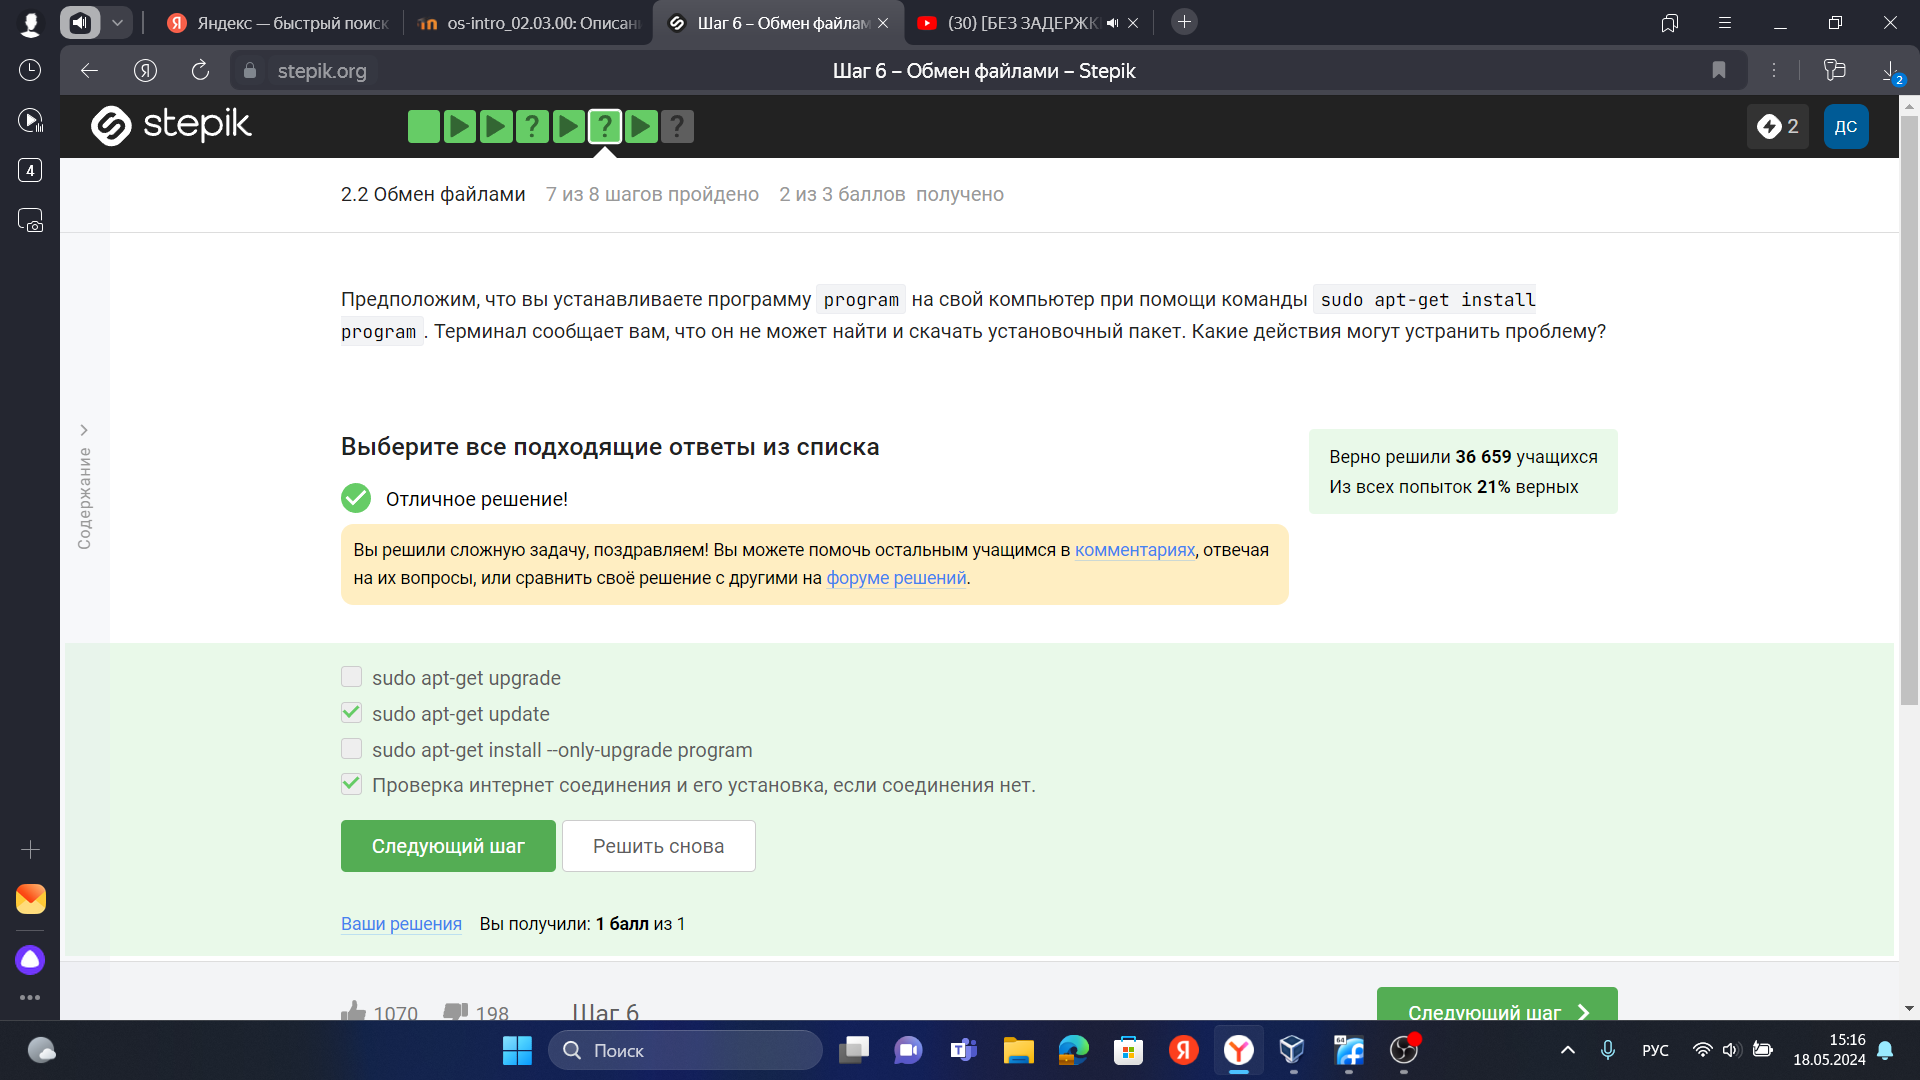 Яндекс — быстрый поиск
os-intro_02.03.00: Описани
Шаг 6 – Обмен файлам
(30) [БЕЗ ЗАДЕРЖК
stepik.org
Шаг 6 – Обмен файлами – Stepik
2
4
stepik
? ? ?
2
ДС
2.2 Обмен файлами 7 из 8 шагов пройдено 2 из 3 баллов получено
Предположим, что вы устанавливаете программу program на свой компьютер при помощи команды sudo apt-get install
program. Терминал сообщает вам, что он не может найти и скачать установочный пакет. Какие действия могут устранить проблему?
Содержание
Выберите все подходящие ответы из списка
Верно решили 36 659 учащихся
Из всех попыток 21% верных
Отличное решение!
Вы решили сложную задачу, поздравляем! Вы можете помочь остальным учащимся в комментариях, отвечая
на их вопросы, или сравнить своё решение с другими на форуме решений.
sudo apt-get upgrade
sudo apt-get update
sudo apt-get install --only-upgrade program
Проверка интернет соединения и его установка, если соединения нет.
Следующий шаг
Решить снова
Ваши решения Вы получили: 1 балл из 1
1070 198 Шаг 6
Следующий шаг
Поиск
64
РУС
15:16
18.05.2024